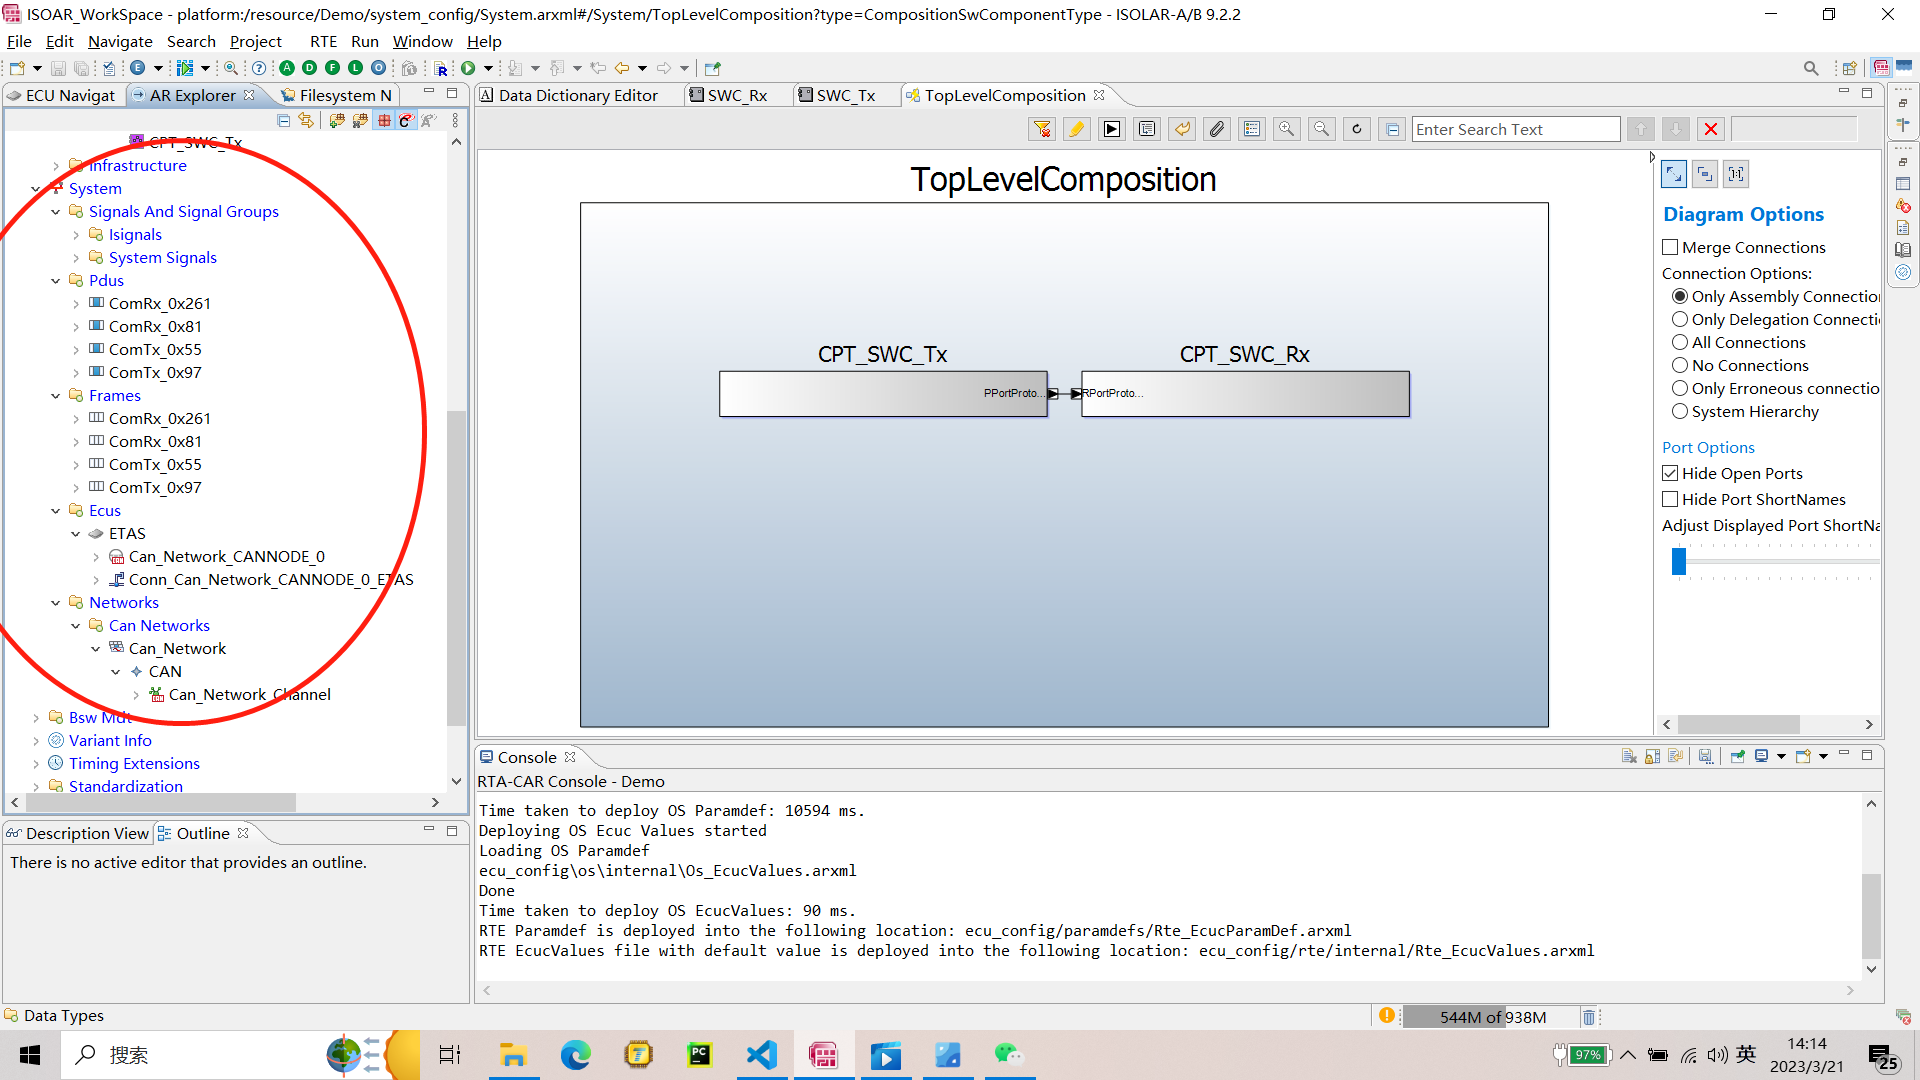 ISOAR_WorkSpace - platform:/resource/Demo/system_config/System.arxml#/System/TopLevelComposition?type=CompositionSwComponentType - ISOLAR-A/B 9.2.2
File Edit Navigate Search Project RTE Run Window Help
ECU Navigat AR Explorer Filesystem N
Data Dictionary Editor SWC_Rx SWC_Tx TopLevelComposition
Enter Search Text
CPT_SWC_Tx
Infrastructure
System
Signals And Signal Groups
Isignals
System Signals
Pdus
ComRx_0x261
ComRx_0x81
ComTx_0x55
ComTx_0x97
Frames
ComRx_0x261
ComRx_0x81
ComTx_0x55
ComTx_0x97
Ecus
ETAS
Can_Network_CANNODE_0
Conn_Can_Network_CANNODE_0_ETAS
Networks
Can Networks
Can_Network
CAN
Can_Network_Channel
Bsw Mdt
Variant Info
Timing Extensions
Standardization
TopLevelComposition
CPT_SWC_Tx
PPortProto...
CPT_SWC_Rx
RPortProto...
Diagram Options
Merge Connections
Connection Options:
Only Assembly Connectio
Only Delegation Connecti
All Connections
No Connections
Only Erroneous connectio
System Hierarchy
Port Options
Hide Open Ports
Hide Port ShortNames
Adjust Displayed Port ShortNa
Description View Outline
There is no active editor that provides an outline.
Console
RTA-CAR Console - Demo
Time taken to deploy OS Paramdef: 10594 ms.
Deploying OS Ecuc Values started
Loading OS Paramdef
ecu_config\os\internal\Os_EcucValues.arxml
Done
Time taken to deploy OS EcucValues: 90 ms.
RTE Paramdef is deployed into the following location: ecu_config/paramdefs/Rte_EcucParamDef.arxml
RTE EcucValues file with default value is deployed into the following location: ecu_config/rte/internal/Rte_EcucValues.arxml
Data Types
544M of 938M
搜索
97%
英
14:14
2023/3/21
25